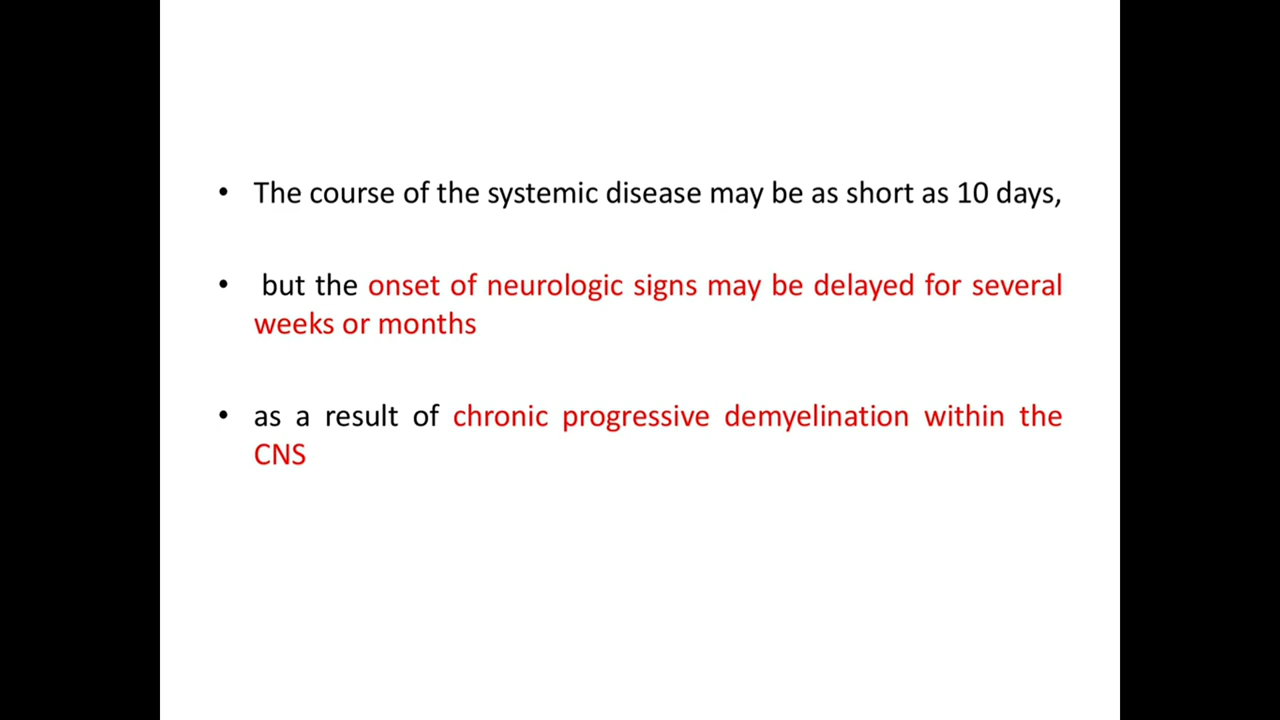 • The course of the systemic disease may be as short as 10 days,
• but the onset of neurologic signs may be delayed for several
weeks or months
• as a result of chronic progressive demyelination within the
CNS